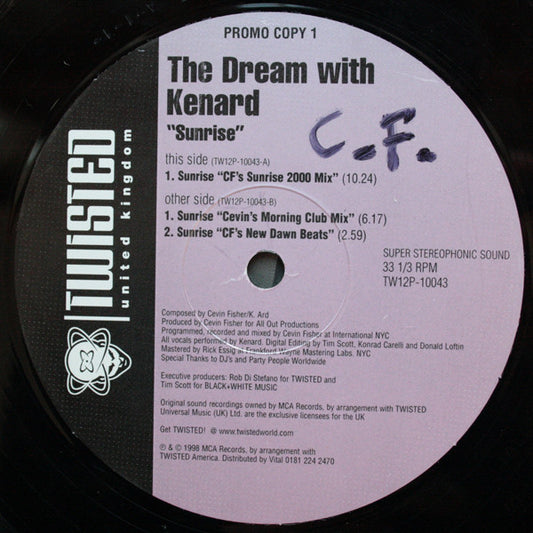 PROMO COPY 1
The Dream with
Kenard
"Sunrise"
C.F.
this side (TW12P-10043-A)
1. Sunrise "CF's Sunrise 2000 Mix" (10.24)
other side (TW12P-10043-B)
1. Sunrise "Cevin's Morning Club Mix" (6.17)
2. Sunrise "CF's New Dawn Beats" (2.59)
SUPER STEREOPHONIC SOUND
33 1/3 RPM
TW12P-10043
TWISTED
united kingdom
Composed by Cevin Fisher/K. Ard
Produced by Cevin Fisher for All Out Productions
Programmed, recorded and mixed by Cevin Fisher at International NYC
All vocals performed by Kenard. Digital Editing by Tim Scott, Konrad Carelli and Donald Loftin
Mastered by Rick Essig at Frankford Wayne Mastering Labs. NYC
Special Thanks to DJ's and Party People Worldwide
Executive producers: Rob Di Stefano for TWISTED and
Tim Scott for BLACK+WHITE MUSIC
Original sound recordings owned by MCA Records, by arrangement with TWISTED
Universal Music (UK) Ltd. are the exclusive licensees for the UK
Get TWISTED! @ www.twistedworld.com
℗ & © 1998 MCA Records, by arrangement with
TWISTED America. Distributed by Vital 0181 224 2470